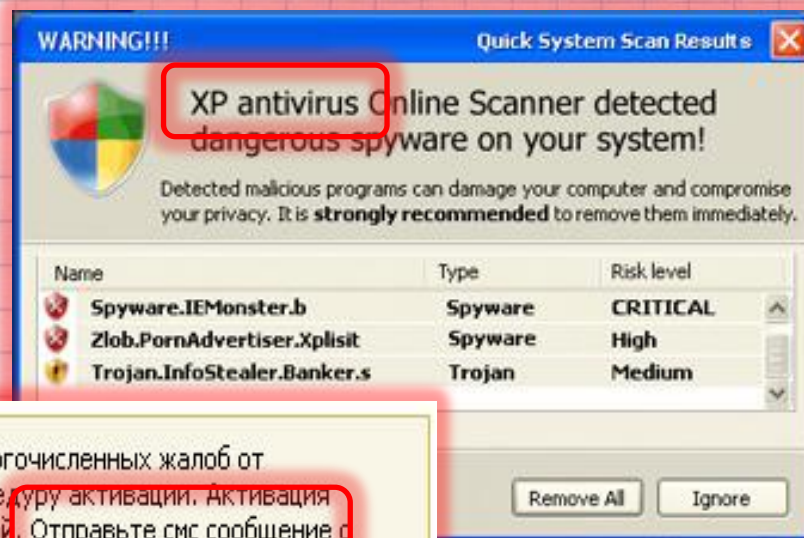 WARNING!!!
Quick System Scan Results
XP antivirus Online Scanner detected
dangerous spyware on your system!
Detected malicious programs can damage your computer and compromise
your privacy. It is strongly recommended to remove them immediately.
Name Type Risk level
Spyware.IEMonster.b Spyware CRITICAL
Zlob.PornAdvertiser.Xplisit Spyware High
Trojan.InfoStealer.Banker.s Trojan Medium
Remove All Ignore
жалоб от
активации. Активация
Отправьте смс сообщение с